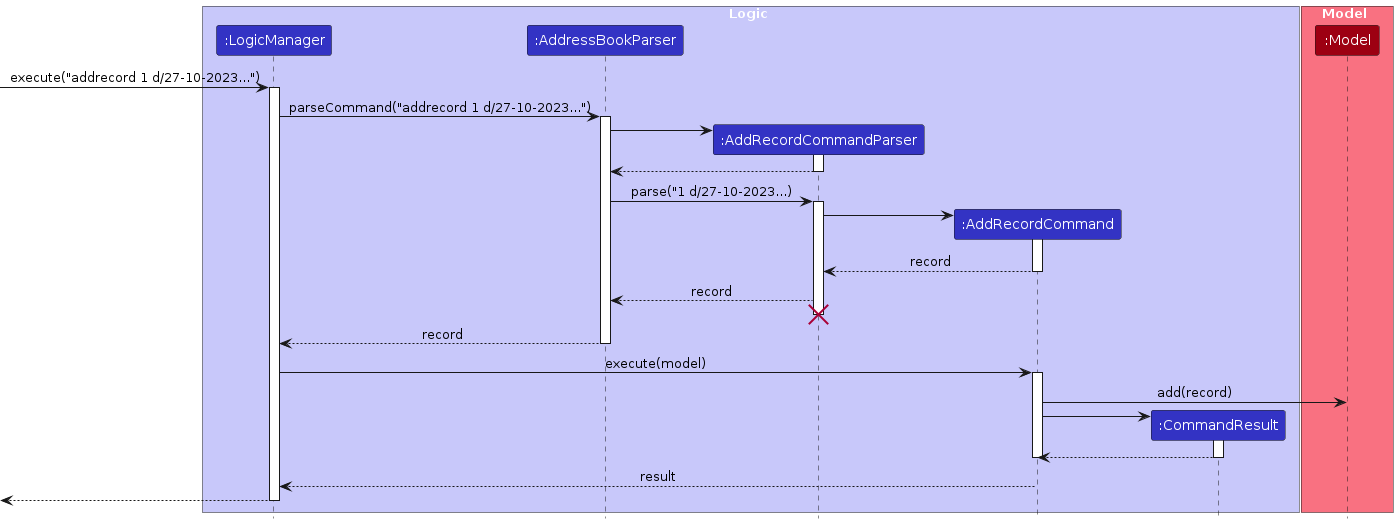 Logic
Model
:LogicManager
:AddressBookParser
:Model
execute("addrecord 1 d/27-10-2023...")
parseCommand("addrecord 1 d/27-10-2023...")
:AddRecordCommandParser
parse("1 d/27-10-2023...)
:AddRecordCommand
record
record
record
execute(model)
add(record)
:CommandResult
result